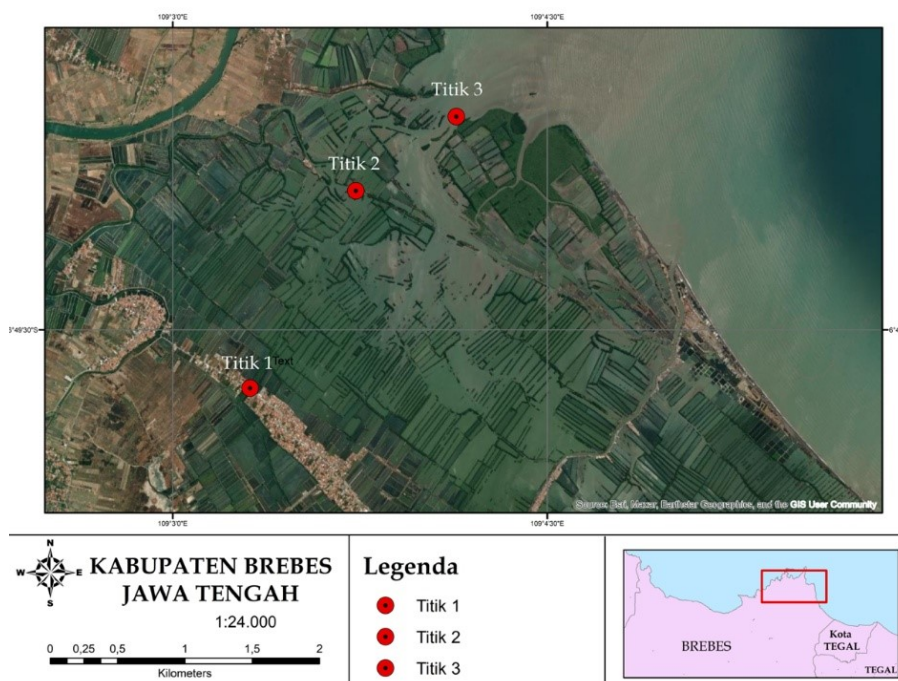 109°3'0"E
109°4'30"E
Titik 3
Titik 2
6°49'30"S
6°4
Titik 1
Text
Source: Esri, Maxar, Earthstar Geographics, and the GIS User Community
109°3'0"E
109°4'30"E
N
W
E
S
KABUPATEN BREBES
JAWA TENGAH
1:24.000
0 0,25 0,5 1 1,5 2
Kilometers
Legenda
Titik 1
Titik 2
Titik 3
BREBES
Kota
TEGAL
TEGAL